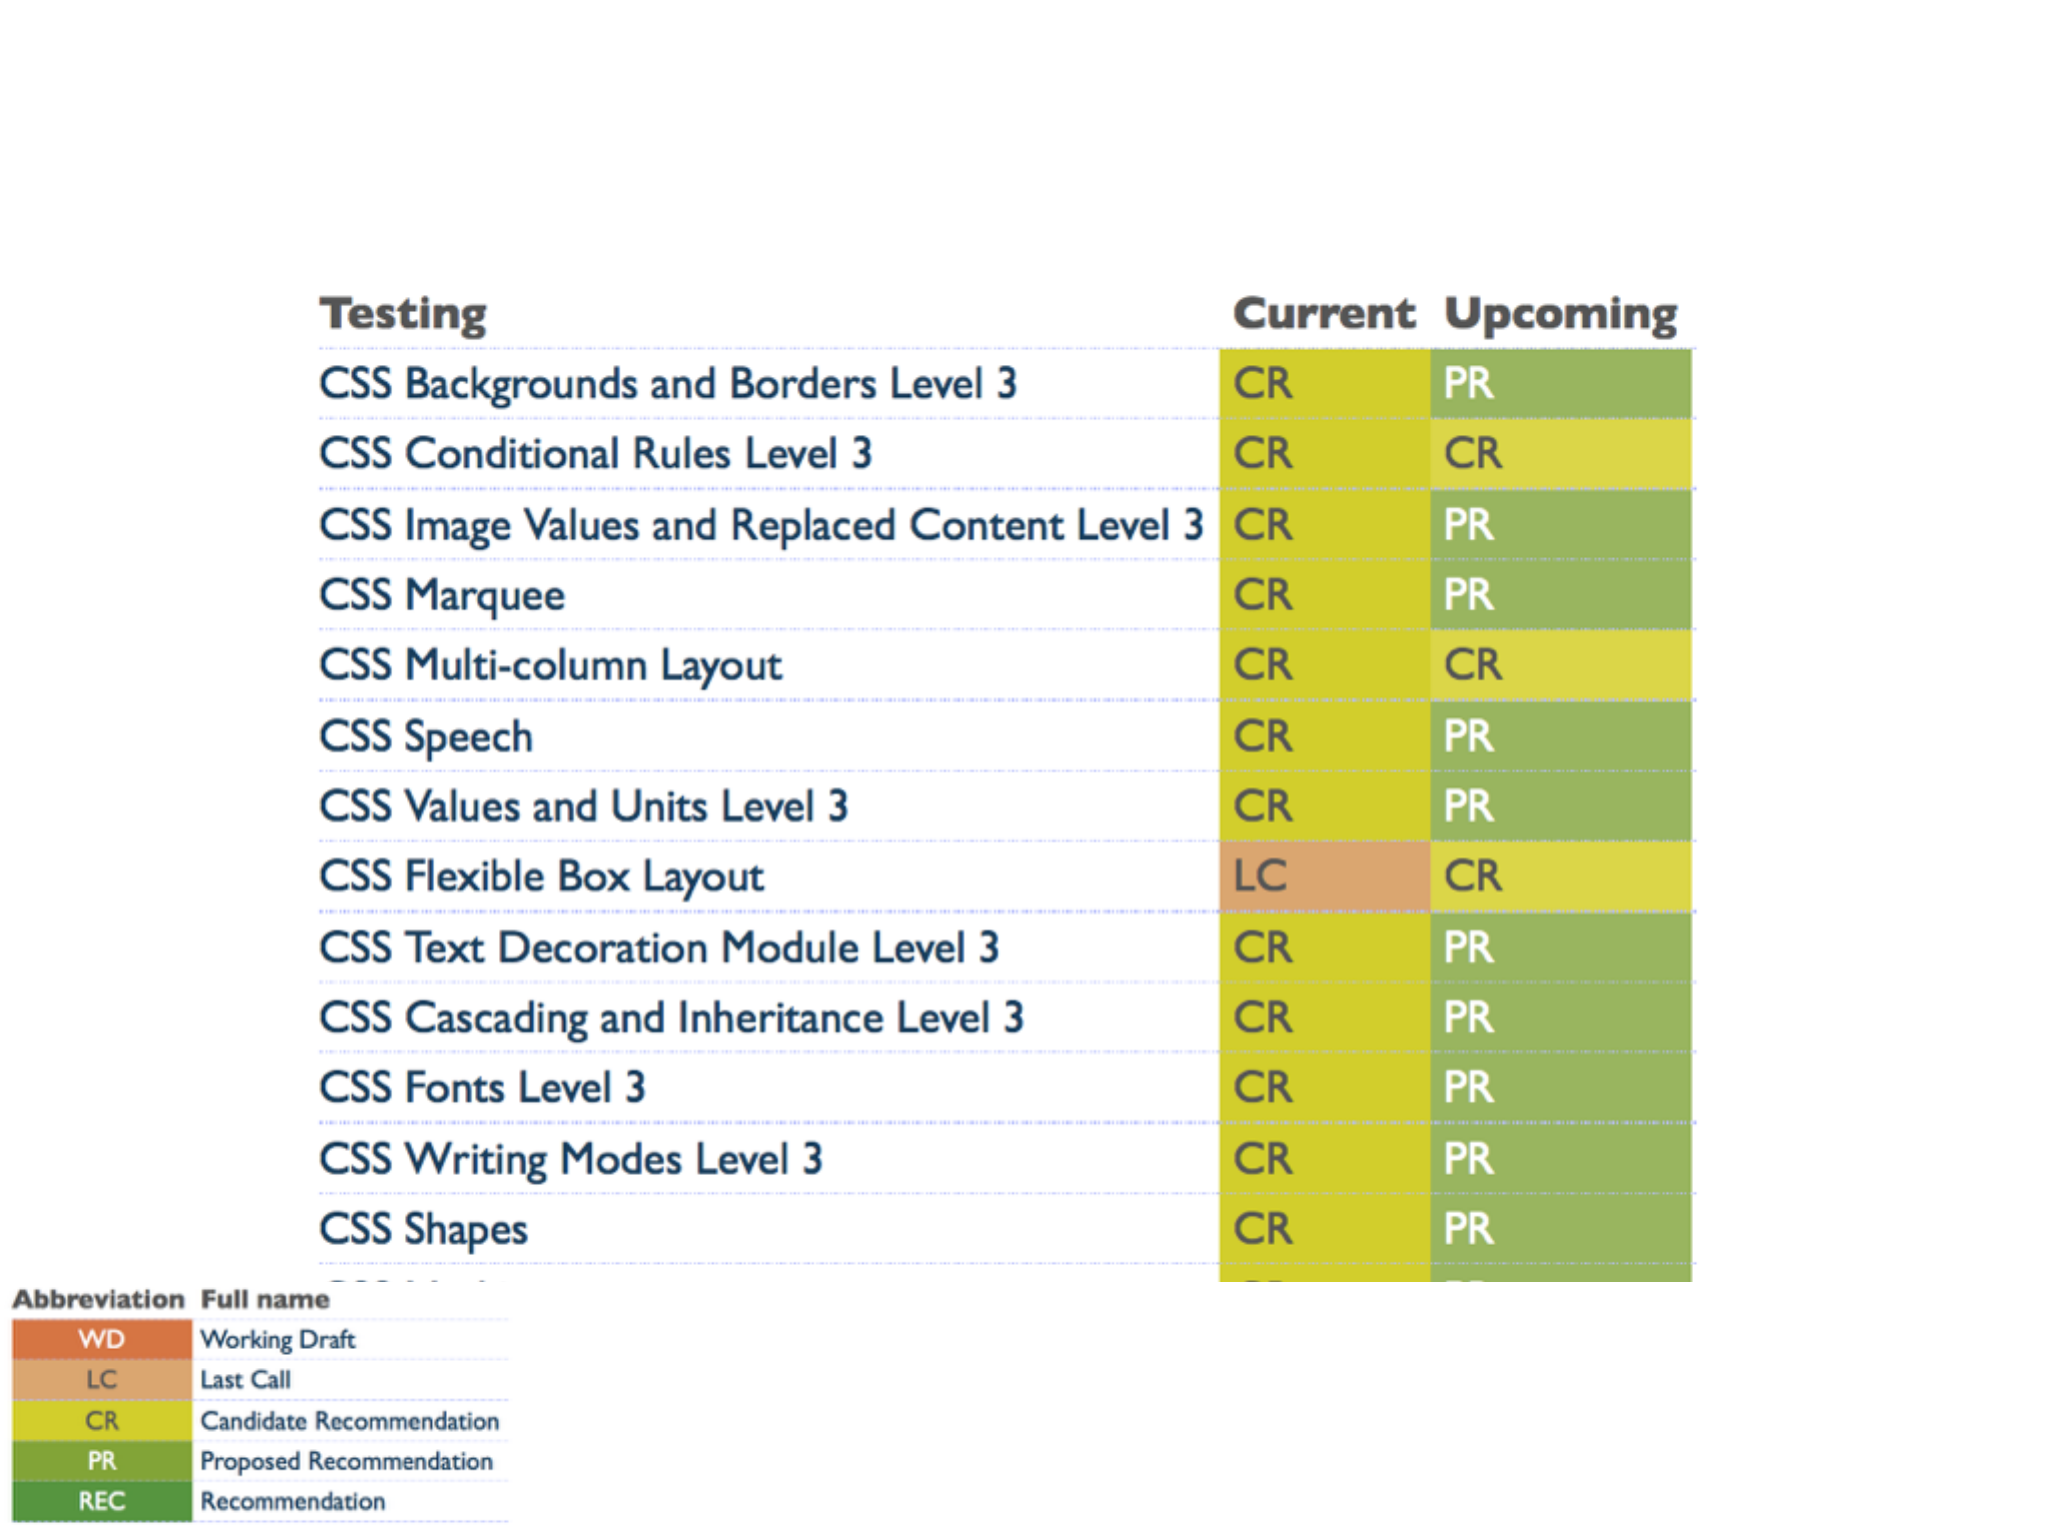 Testing Current Upcoming
CSS Backgrounds and Borders Level 3 CR PR
CSS Conditional Rules Level 3 CR CR
CSS Image Values and Replaced Content Level 3 CR PR
CSS Marquee CR PR
CSS Multi-column Layout CR CR
CSS Speech CR PR
CSS Values and Units Level 3 CR PR
CSS Flexible Box Layout LC CR
CSS Text Decoration Module Level 3 CR PR
CSS Cascading and Inheritance Level 3 CR PR
CSS Fonts Level 3 CR PR
CSS Writing Modes Level 3 CR PR
CSS Shapes CR PR
Abbreviation Full name
WD Working Draft
LC Last Call
CR Candidate Recommendation
PR Proposed Recommendation
REC Recommendation